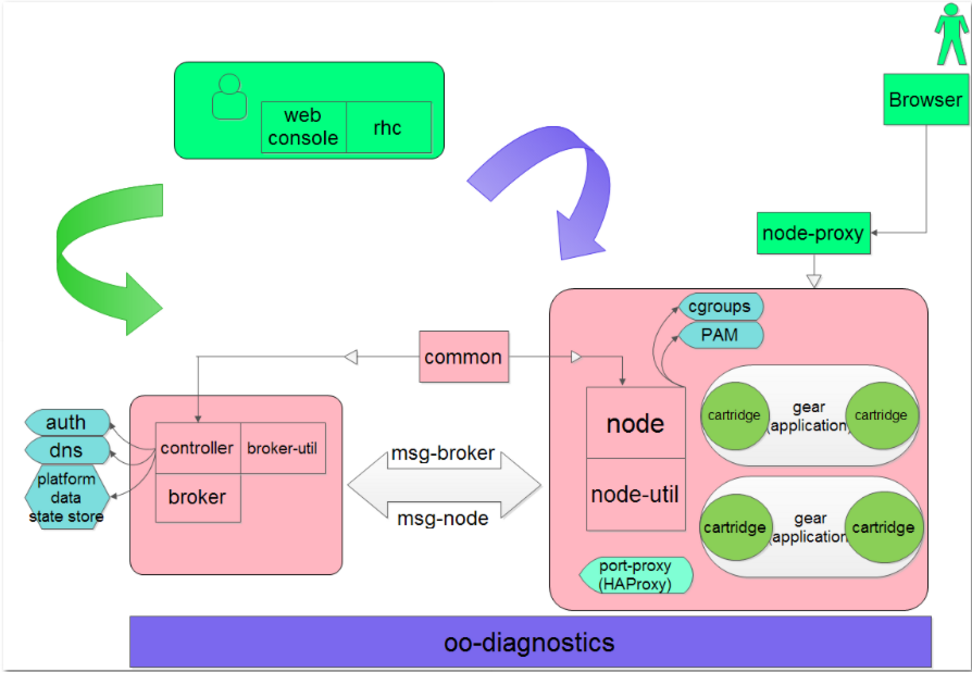 Browser
web
console
rhc
node-proxy
cgroups
PAM
common
cartridge
gear
(application)
cartridge
node
auth
dns
platform
data
state store
controller
broker-util
broker
msg-broker
msg-node
node-util
cartridge
gear
(application)
cartridge
port-proxy
(HAProxy)
oo-diagnostics